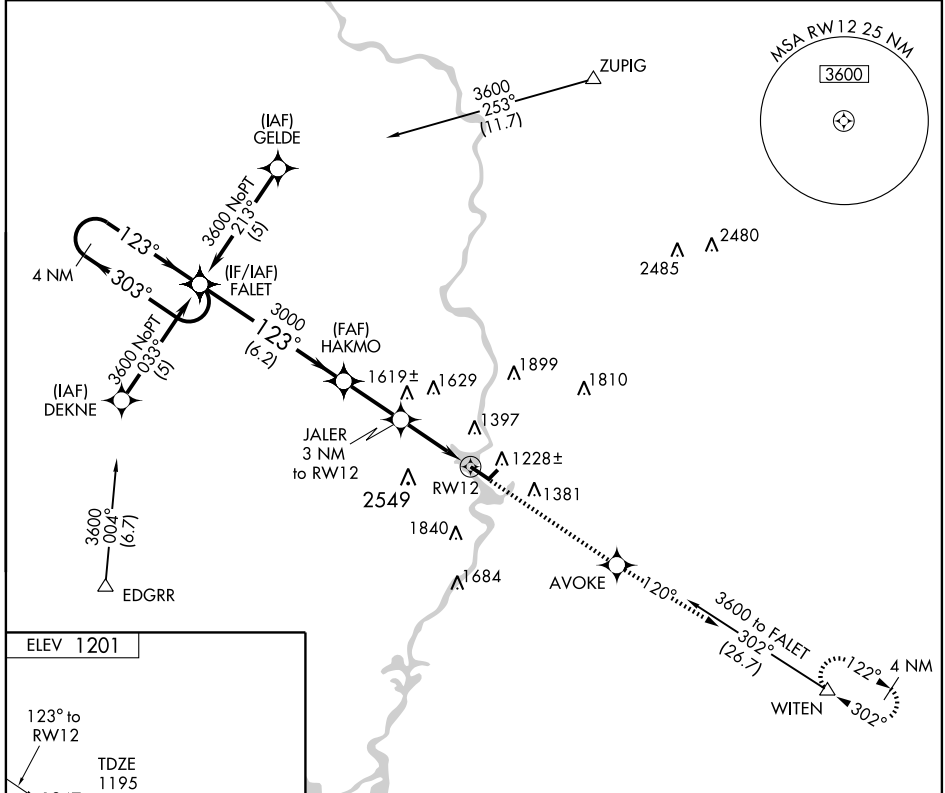 MSA RW12 25 NM
3600
ZUPIG
3600
253°
(11.7)
(IAF)
GELDE
3600 NoPT
213°
(5)
123°
4 NM
303°
(IF/IAF)
FALET
3600 NoPT
033°
(5)
(IAF)
DEKNE
3000
123°
(6.2)
(FAF)
HAKMO
2480
2485
1619±
1629
1899
1810
JALER
3 NM
to RW12
1397
1228±
RW12
2549
1381
1840
1684
3600
004°
(6.7)
EDGRR
AVOKE
120°
3600 to FALET
302°
(26.7)
122°
4 NM
302°
WITEN
ELEV 1201
123° to
RW12
TDZE
1195